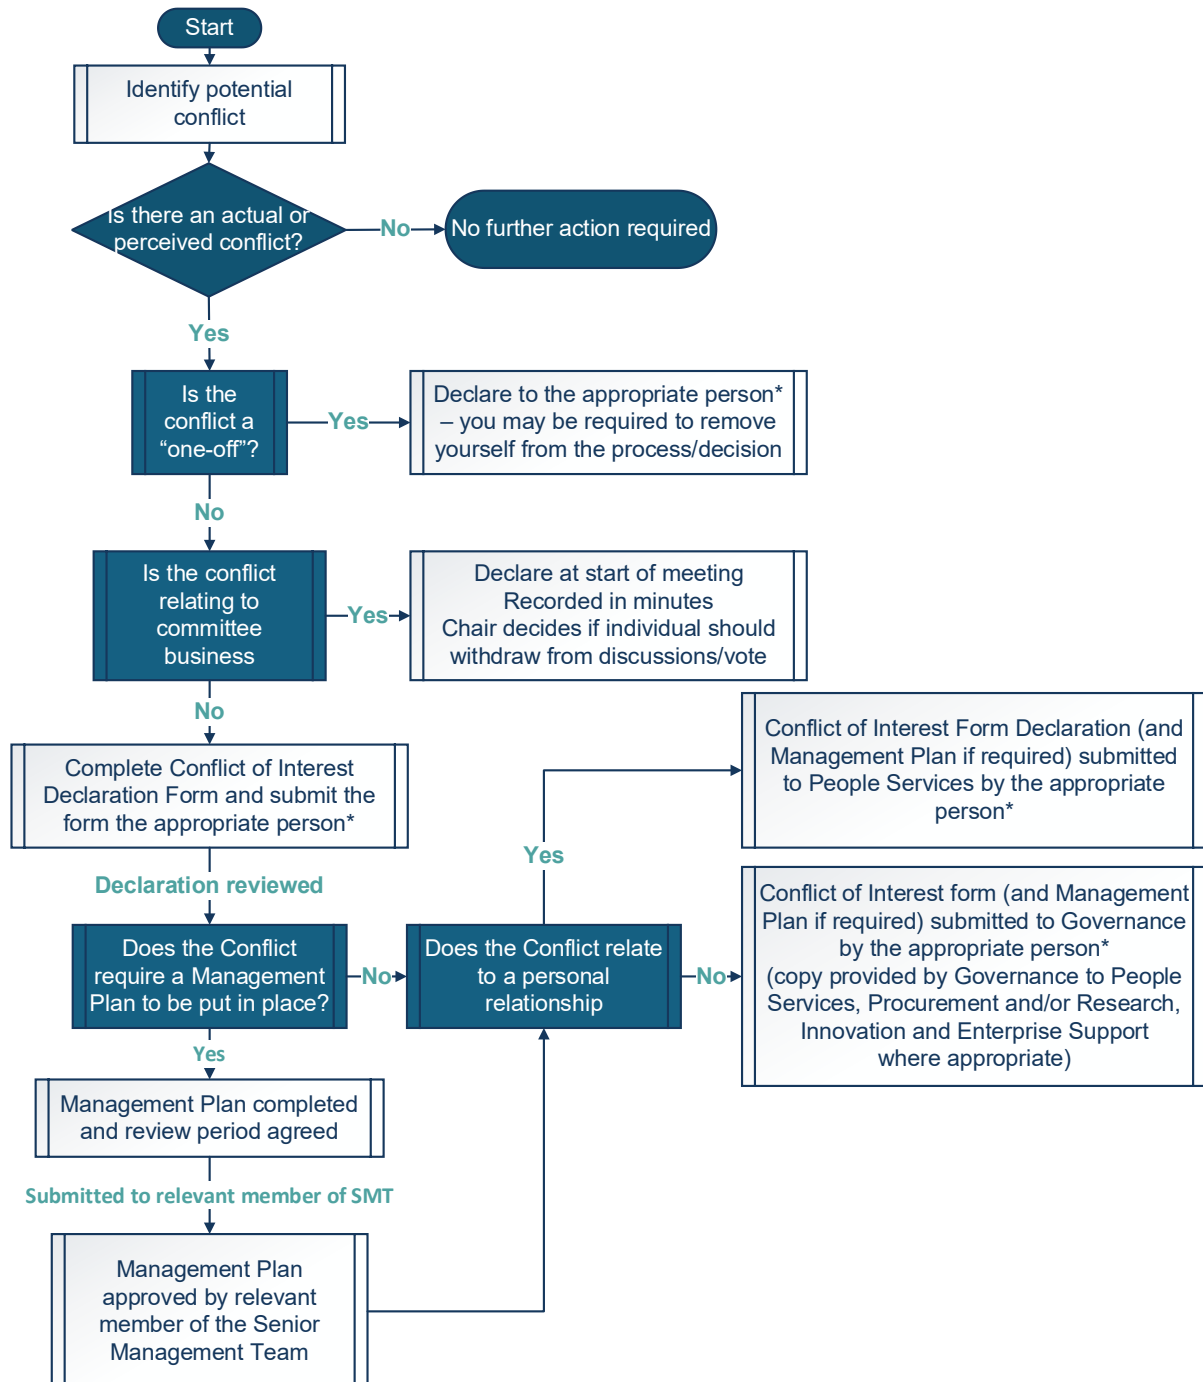 Start
Identify potential
conflict
Is there an actual or
perceived conflict?
No
No further action required
Yes
Is the
conflict a
“one-off”?
Yes
Declare to the appropriate person*
– you may be required to remove
yourself from the process/decision
No
Is the conflict
relating to
committee
business
Yes
Declare at start of meeting
Recorded in minutes
Chair decides if individual should
withdraw from discussions/vote
No
Complete Conflict of Interest
Declaration Form and submit the
form the appropriate person*
Declaration reviewed
Does the Conflict
require a Management
Plan to be put in place?
No
Does the Conflict relate
to a personal
relationship
Yes
Conflict of Interest Form Declaration (and
Management Plan if required) submitted
to People Services by the appropriate
person*
No
Conflict of Interest form (and Management
Plan if required) submitted to Governance
by the appropriate person*
(copy provided by Governance to People
Services, Procurement and/or Research,
Innovation and Enterprise Support
where appropriate)
Yes
Management Plan completed
and review period agreed
Submitted to relevant member of SMT
Management Plan
approved by relevant
member of the Senior
Management Team